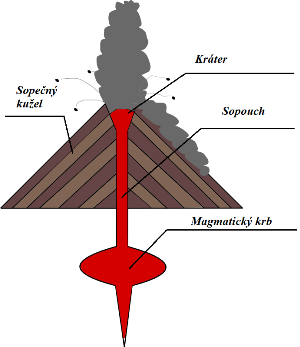 Kráter
Sopečný
kužel
Sopouch
Magmatický krb